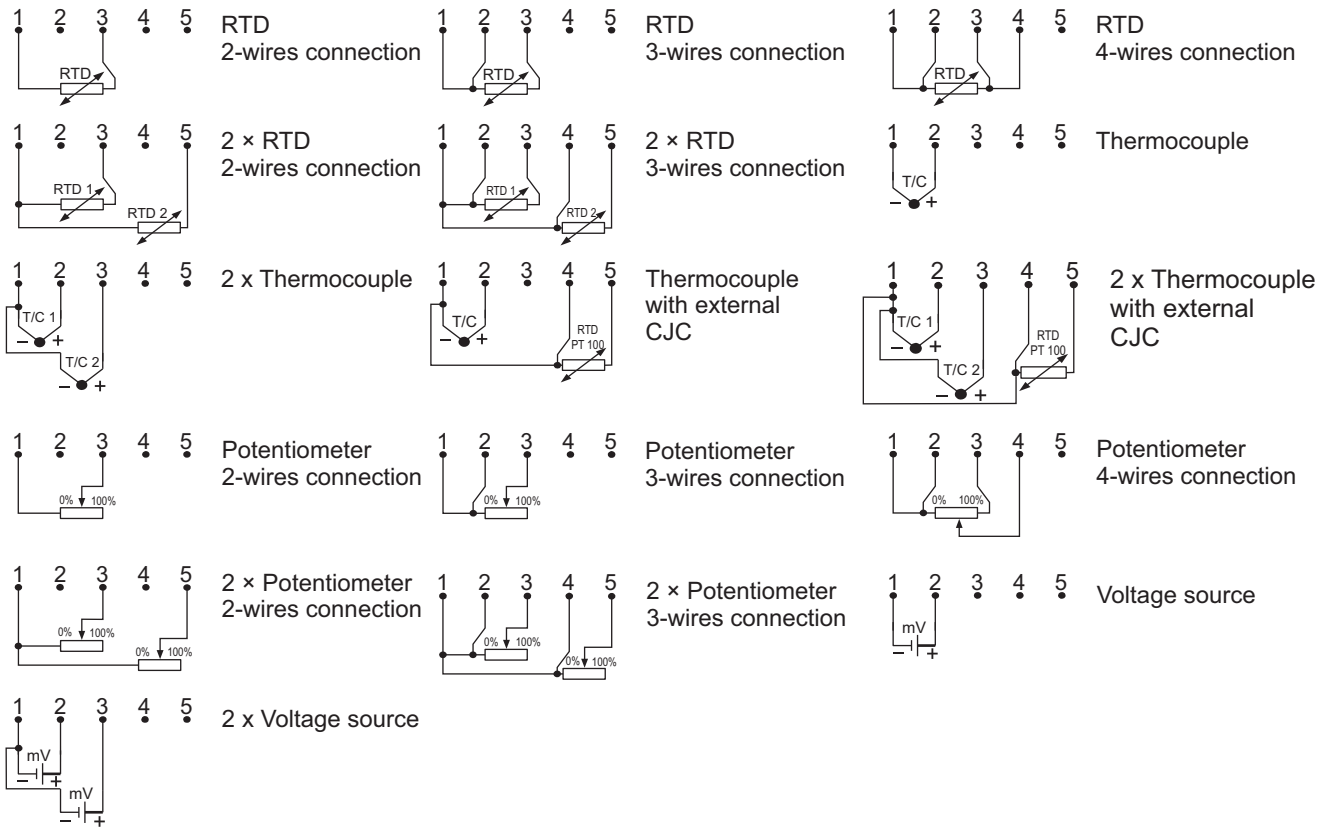 1 2 3 4 5
RTD
2-wires connection
RTD
1 2 3 4 5
RTD
3-wires connection
RTD
1 2 3 4 5
RTD
4-wires connection
RTD
1 2 3 4 5
2 × RTD
2-wires connection
RTD 1
RTD 2
1 2 3 4 5
2 × RTD
3-wires connection
RTD 1
RTD 2
1 2 3 4 5
Thermocouple
T/C
– +
1 2 3 4 5
2 x Thermocouple
T/C 1
– +
T/C 2
– +
1 2 3 4 5
Thermocouple
with external
CJC
T/C
– +
RTD
PT 100
1 2 3 4 5
2 x Thermocouple
with external
CJC
T/C 1
– +
RTD
PT 100
T/C 2
– +
1 2 3 4 5
Potentiometer
2-wires connection
0% 100%
1 2 3 4 5
Potentiometer
3-wires connection
0% 100%
1 2 3 4 5
Potentiometer
4-wires connection
0% 100%
1 2 3 4 5
2 × Potentiometer
2-wires connection
0% 100%
0% 100%
1 2 3 4 5
2 × Potentiometer
3-wires connection
0% 100%
0% 100%
1 2 3 4 5
Voltage source
mV
– +
1 2 3 4 5
2 x Voltage source
mV
– +
mV
– +